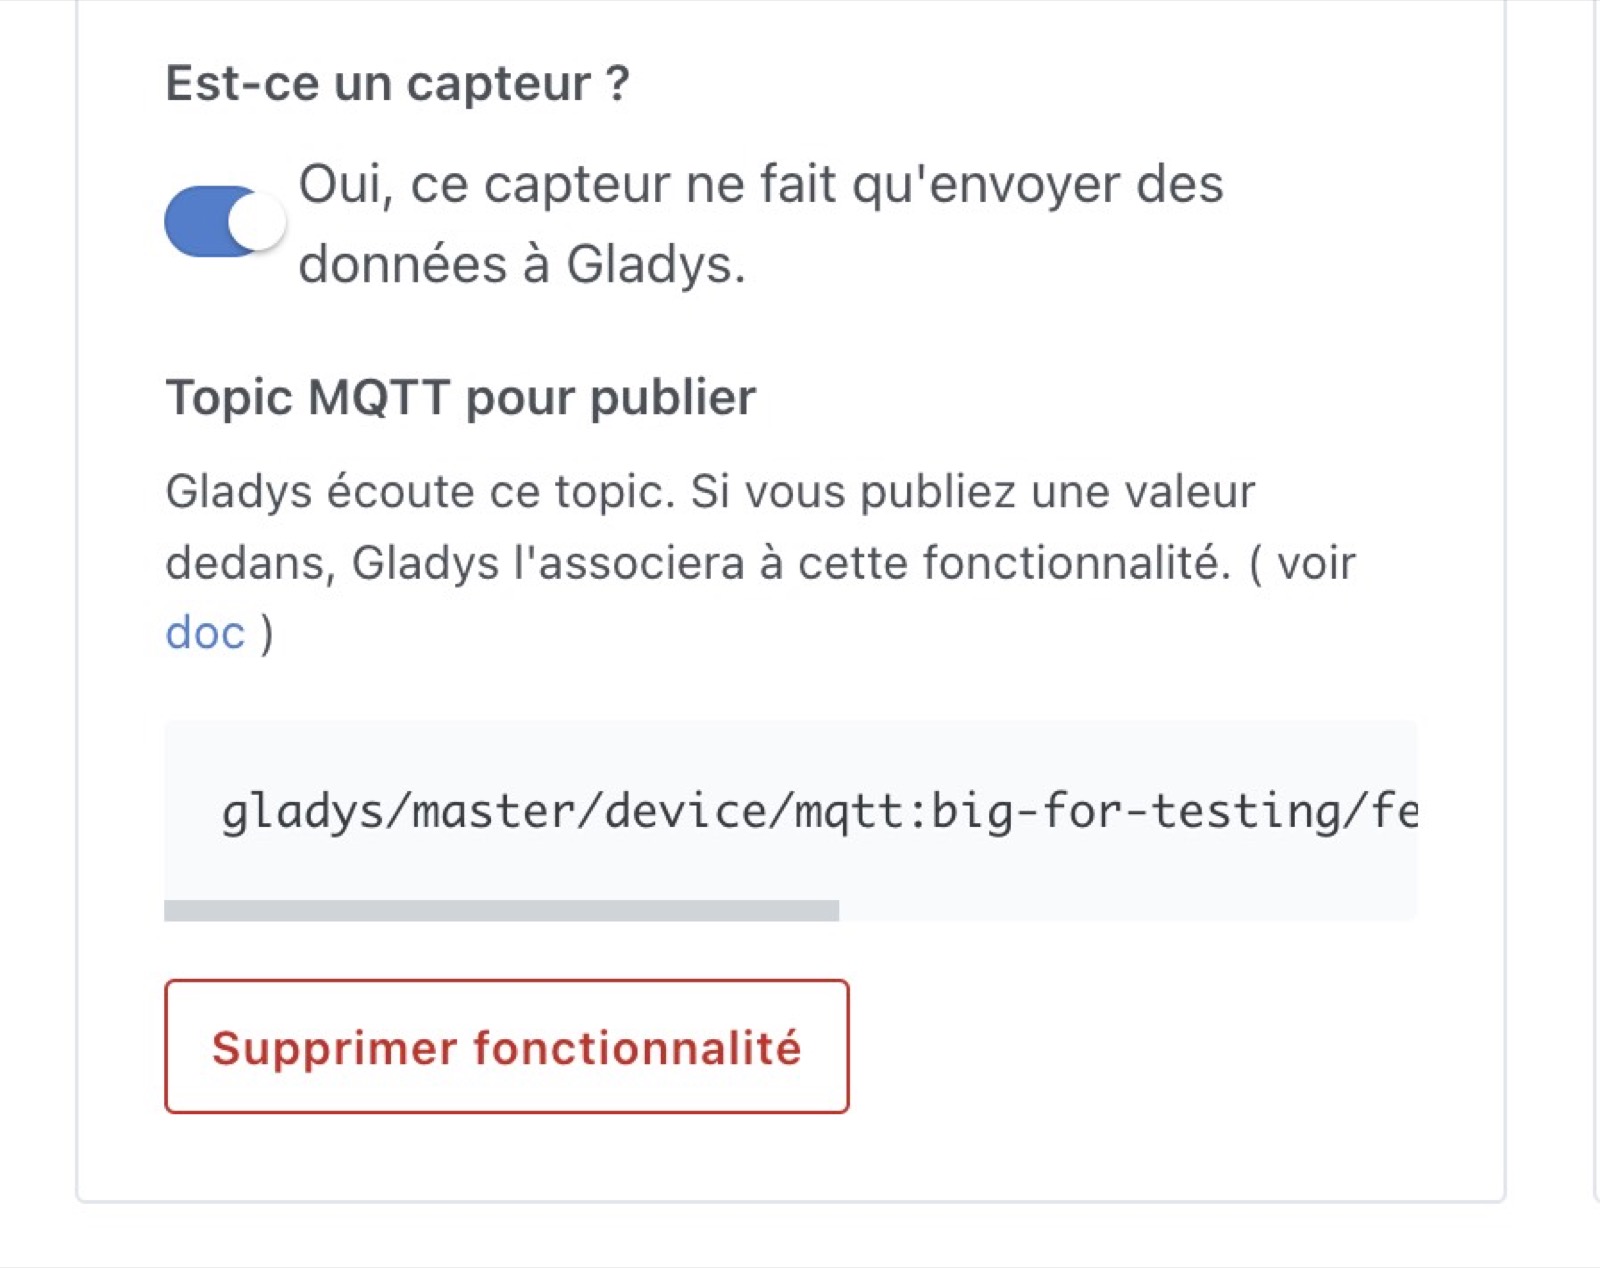 Est-ce un capteur ?
Oui, ce capteur ne fait qu'envoyer des
données à Gladys.
Topic MQTT pour publier
Gladys écoute ce topic. Si vous publiez une valeur
dedans, Gladys l'associera à cette fonctionnalité. ( voir
doc )
gladys/master/device/mqtt:big-for-testing/fe
Supprimer fonctionnalité